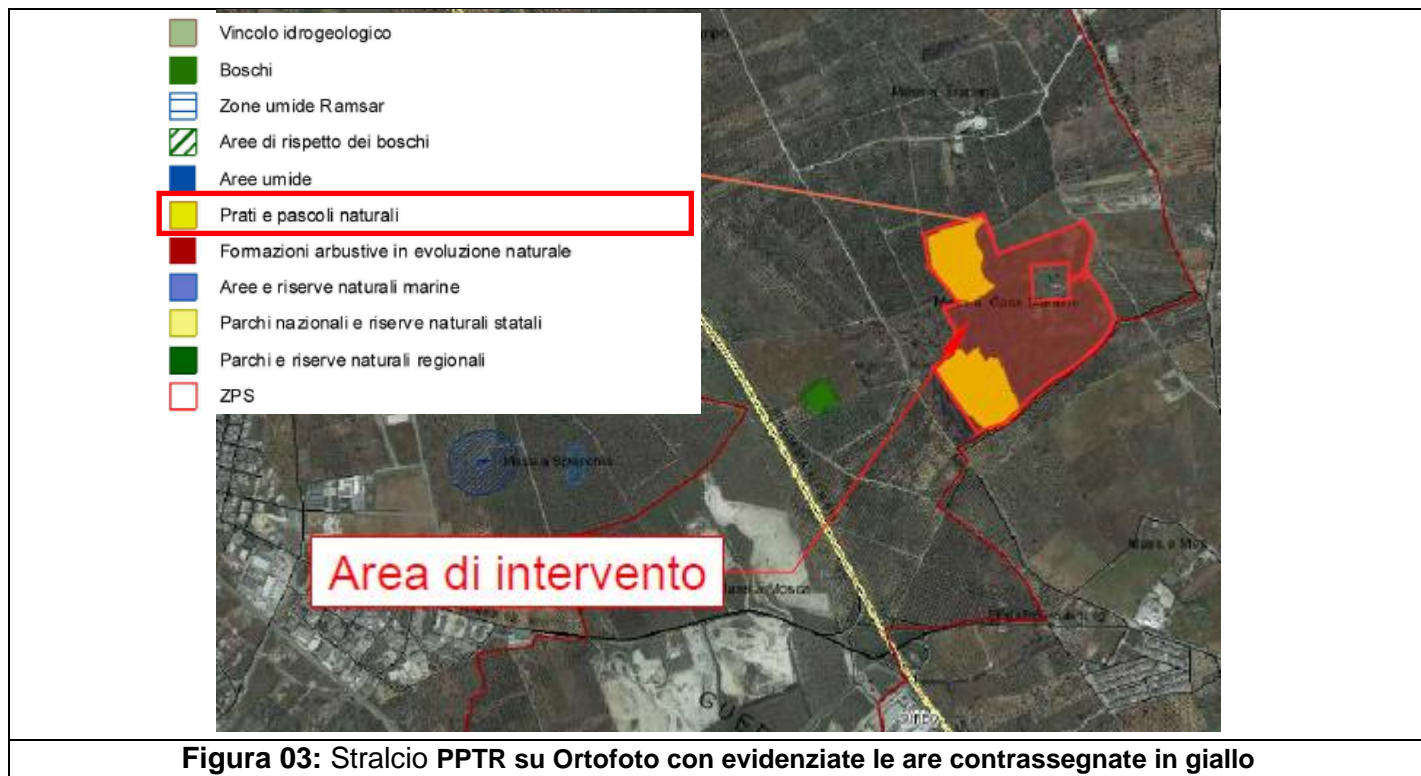 Vincolo idrogeologico
Boschi
Zone umide Ramsar
Aree di rispetto dei boschi
Aree umide
Prati e pascoli naturali
Formazioni arbustive in evoluzione naturale
Aree e riserve naturali marine
Parchi nazionali e riserve naturali statali
Parchi e riserve naturali regionali
ZPS
Area di intervento
Figura 03: Stralcio PPTR su Ortofoto con evidenziate le are contrassegnate in giallo